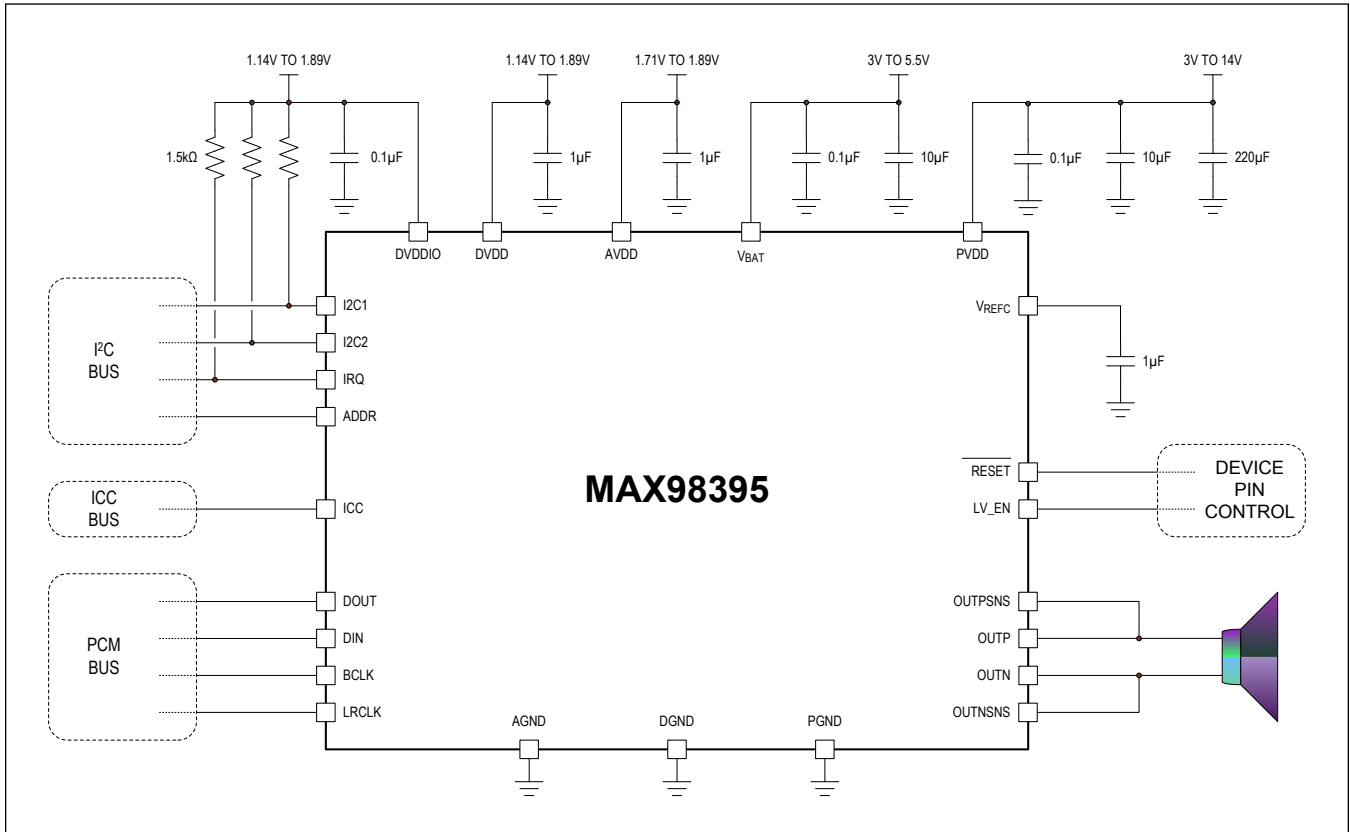 1.14V TO 1.89V
1.14V TO 1.89V
1.71V TO 1.89V
3V TO 5.5V
3V TO 14V
1.5kΩ
0.1µF
1µF
1µF
0.1µF
10µF
0.1µF
10µF
220µF
DVDDIO
DVDD
AVDD
VBAT
PVDD
I²C
BUS
I2C1
I2C2
IRQ
ADDR
VREFC
1µF
ICC
BUS
ICC
MAX98395
RESET
LV_EN
DEVICE
PIN
CONTROL
PCM
BUS
DOUT
DIN
BCLK
LRCLK
OUTPSNS
OUTP
OUTN
OUTNSNS
AGND
DGND
PGND